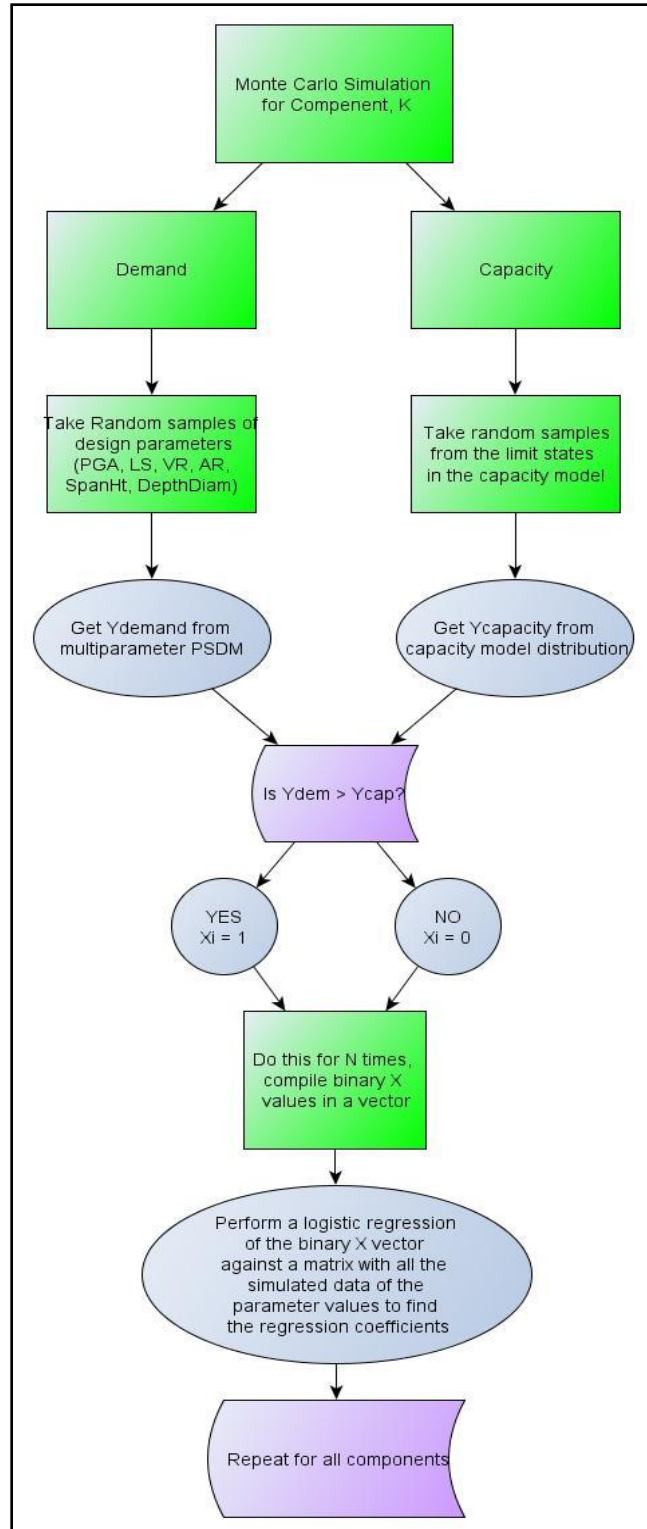 Monte Carlo Simulation
for Compenent, K
Demand
Capacity
Take Random samples of
design parameters
(PGA, LS, VR, AR,
SpanHt, DepthDiam)
Take random samples
from the limit states
in the capacity model
Get Ydemand from
multiparameter PSDM
Get Ycapacity from
capacity model distribution
Is Ydem > Ycap?
YES
Xi = 1
NO
Xi = 0
Do this for N times,
compile binary X
values in a vector
Perform a logistic regression
of the binary X vector
against a matrix with all the
simulated data of the
parameter values to find
the regression coefficients
Repeat for all components